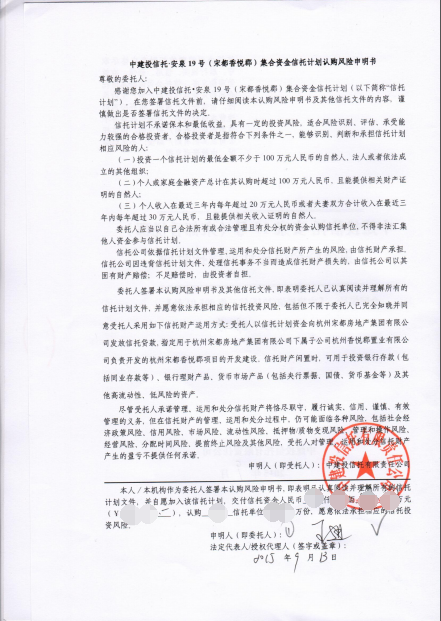 中建投信托·安泉19号（宋都香悦郡）集合资金信托计划认购风险申明书
尊敬的委托人：
感谢您加入中建投信托·安泉19号（宋都香悦郡）集合资金信托计划（以下简称“信托
计划”）。在您签署信托文件前，请仔细阅读本认购风险申明书及其他信托文件的内容，谨
慎做出是否签署信托文件的决定。
信托计划不承诺保本和最低收益，具有一定的投资风险，适合风险识别、评估、承受能
力较强的合格投资者。合格投资者是指符合下列条件之一，能够识别、判断和承担信托计划
相应风险的人：
（一）投资一个信托计划的最低金额不少于100万元人民币的自然人、法人或者依法成
立的其他组织；
（二）个人或家庭金融资产总计在其认购时超过100万元人民币，且能提供相关财产证
明的自然人；
（三）个人收入在最近三年内每年超过20万元人民币或者夫妻双方合计收入在最近三
年内每年超过30万元人民币，且能提供相关收入证明的自然人。
委托人应当以自己合法所有或合法管理且有处分权的资金认购信托单位，不得非法汇集
他人资金参与信托计划。
信托公司依据信托计划文件管理、运用和处分信托财产所产生的风险，由信托财产承担。
信托公司因违背信托计划文件、处理信托事务不当而造成信托财产损失的，由信托公司以其
固有财产赔偿；不足赔偿时，由投资者自担。
委托人签署本认购风险申明书及其他信托文件，即表明委托人已认真阅读并理解所有的
信托计划文件，并愿意依法承担相应的信托投资风险，包括但不限于委托人已完全知晓并同
意受托人采用如下信托财产运用方式：受托人以信托计划资金向杭州宋都房地产集团有限公
司发放信托贷款，指定用于杭州宋都房地产集团有限公司下属子公司杭州香悦郡置业有限公
司负责开发的杭州宋都香悦郡项目的开发建设。信托财产闲置时，可用于投资银行存款（包
括同业存款等）、银行理财产品、货币市场产品（包括央行票据、国债、货币基金等）及其
他高流动性、低风险的资产。
尽管受托人承诺管理、运用和处分信托财产将恪尽职守，履行诚实、信用、谨慎、有效
管理的义务，但在信托财产的管理、运用和处分过程中，仍可能面临各种风险，包括社会经
济政策风险、信用风险、市场风险、流动性风险、抵押物/质物变现风险、管理和操作风险、
经营风险、分配时间风险、提前终止风险及其他风险，受托人对管理、运用和处分信托财产
产生的盈亏不提供任何承诺。
申明人（即受托人）：中建投信托有限责任公司
本人/本机构作为委托人签署本认购风险申明书，即表明已认真阅读并理解所有的信托
计划文件，并自愿加入该信托计划，交付信托资金人民币 万元
（¥ ），认购 信托单位 万份，愿意依法承担相应的信托投
资风险。
申明人（即委托人）：
法定代表人/授权代理人（签字或盖章）：
2015年9月13日